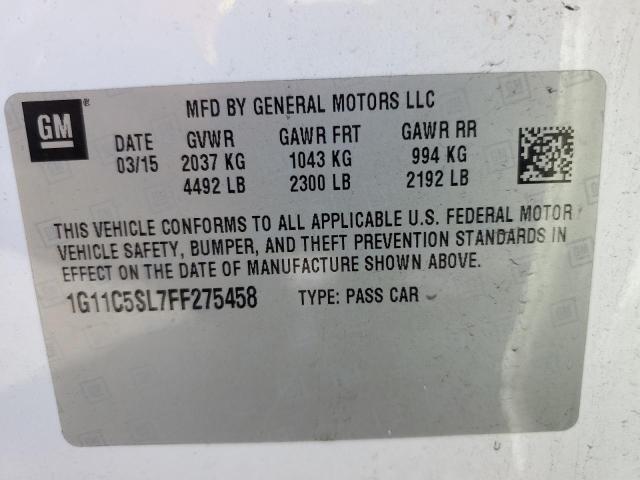 GM®
MFD BY GENERAL MOTORS LLC
DATE GVWR GAWR FRT GAWR RR
03/15 2037 KG 1043 KG 994 KG
4492 LB 2300 LB 2192 LB
THIS VEHICLE CONFORMS TO ALL APPLICABLE U.S. FEDERAL MOTOR
VEHICLE SAFETY, BUMPER, AND THEFT PREVENTION STANDARDS IN
EFFECT ON THE DATE OF MANUFACTURE SHOWN ABOVE.
1G11C5SL7FF275458 TYPE: PASS CAR